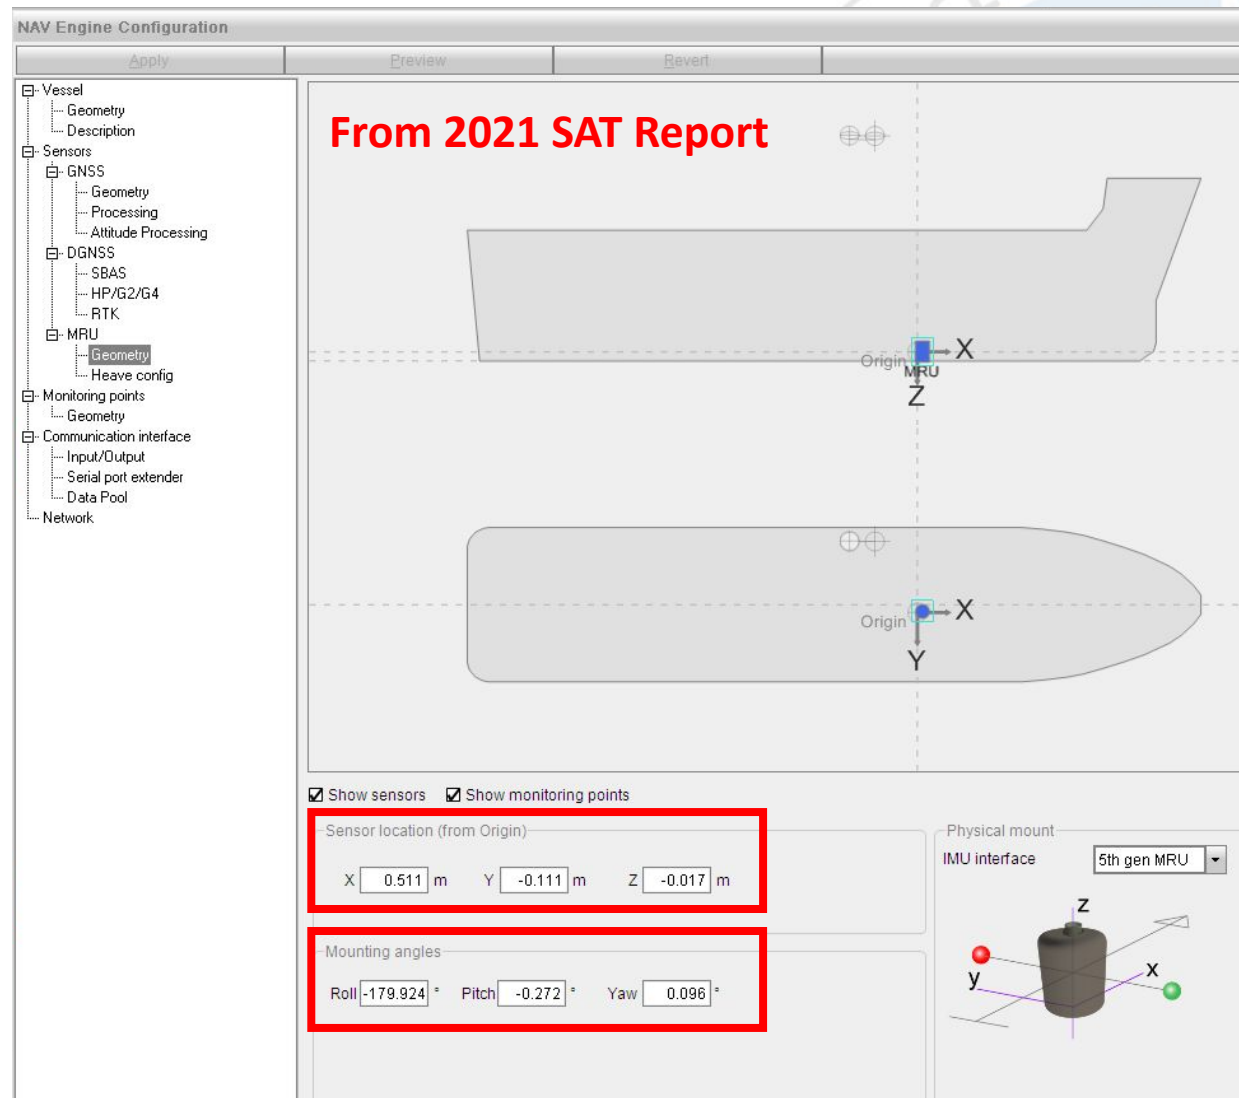 NAV Engine Configuration
Apply Preview Revert
Vessel
Geometry
Description
Sensors
GNSS
Geometry
Processing
Attitude Processing
DGNSS
SBAS
HP/G2/G4
RTK
MRU
Geometry
Heave config
Monitoring points
Geometry
Communication interface
Input/Output
Serial port extender
Data Pool
Network
From 2021 SAT Report
X
Origin
MRU
Z
X
Origin
Y
Show sensors Show monitoring points
Sensor location (from Origin)
X 0.511 m Y -0.111 m Z -0.017 m
Mounting angles
Roll -179.924 ° Pitch -0.272 ° Yaw 0.096 °
Physical mount
IMU interface 5th gen MRU
z
y
x